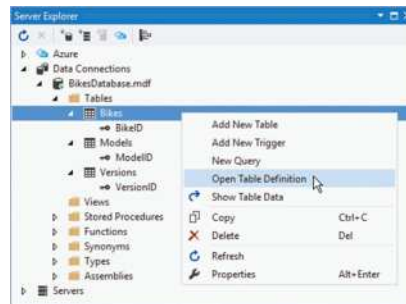 Server Explorer
Azure
Data Connections
BikesDatabase.mdf
Tables
Bikes
BikeID
Models
ModelID
Versions
VersionID
Views
Stored Procedures
Functions
Synonyms
Types
Assemblies
Servers
Add New Table
Add New Trigger
New Query
Open Table Definition
Show Table Data
Copy Ctrl+C
Delete Del
Refresh
Properties Alt+Enter